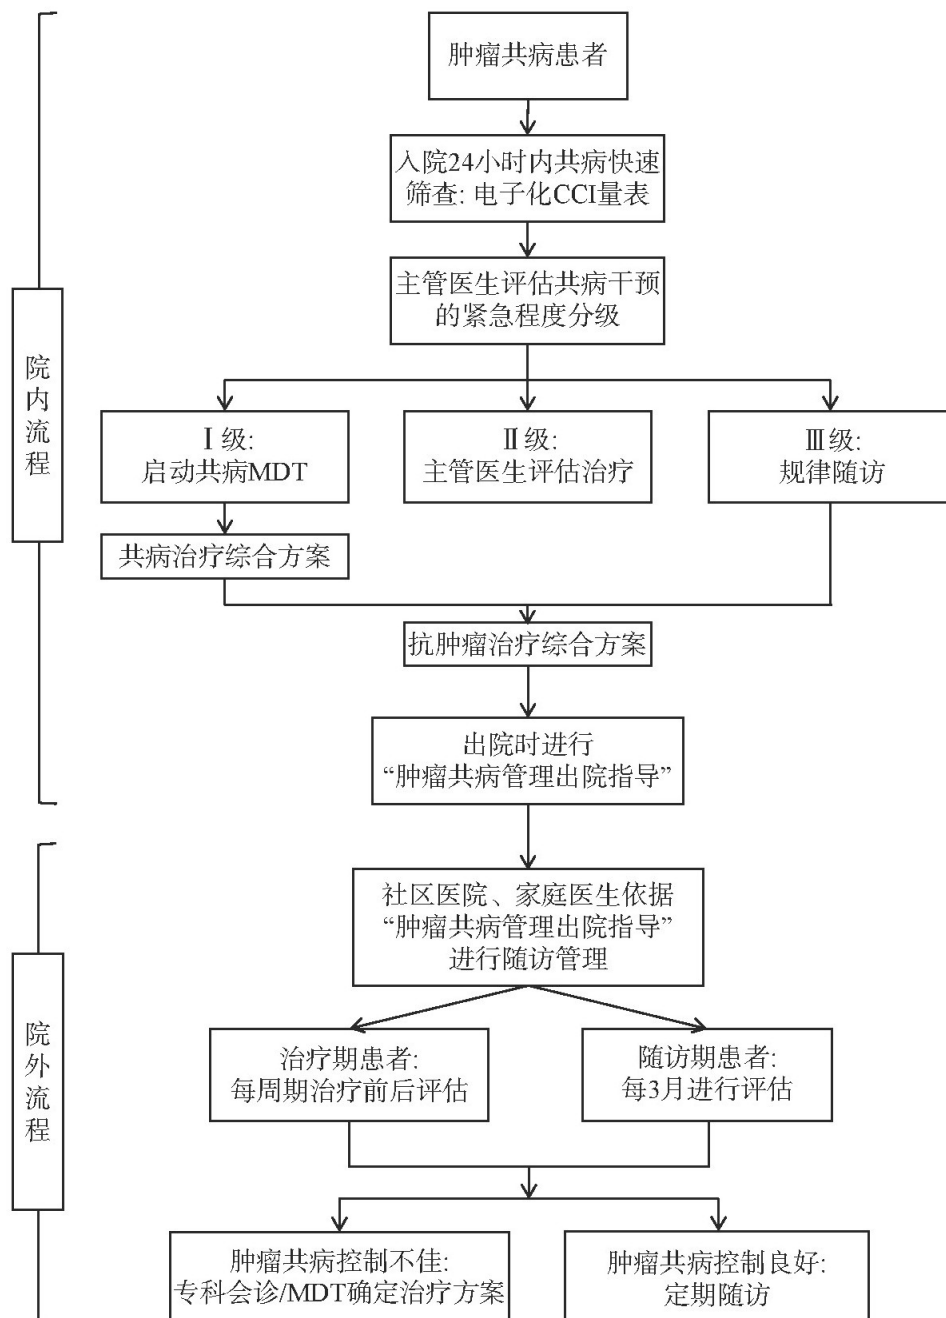 肿瘤共病患者
入院24小时内共病快速
筛查: 电子化CCI量表
主管医生评估共病干预
的紧急程度分级
院内流程
Ⅰ级:
启动共病MDT
Ⅱ级:
主管医生评估治疗
Ⅲ级:
规律随访
共病治疗综合方案
抗肿瘤治疗综合方案
出院时进行
“肿瘤共病管理出院指导”
社区医院、家庭医生依据
“肿瘤共病管理出院指导”
进行随访管理
院外流程
治疗期患者:
每周期治疗前后评估
随访期患者:
每3月进行评估
肿瘤共病控制不佳:
专科会诊/MDT确定治疗方案
肿瘤共病控制良好:
定期随访